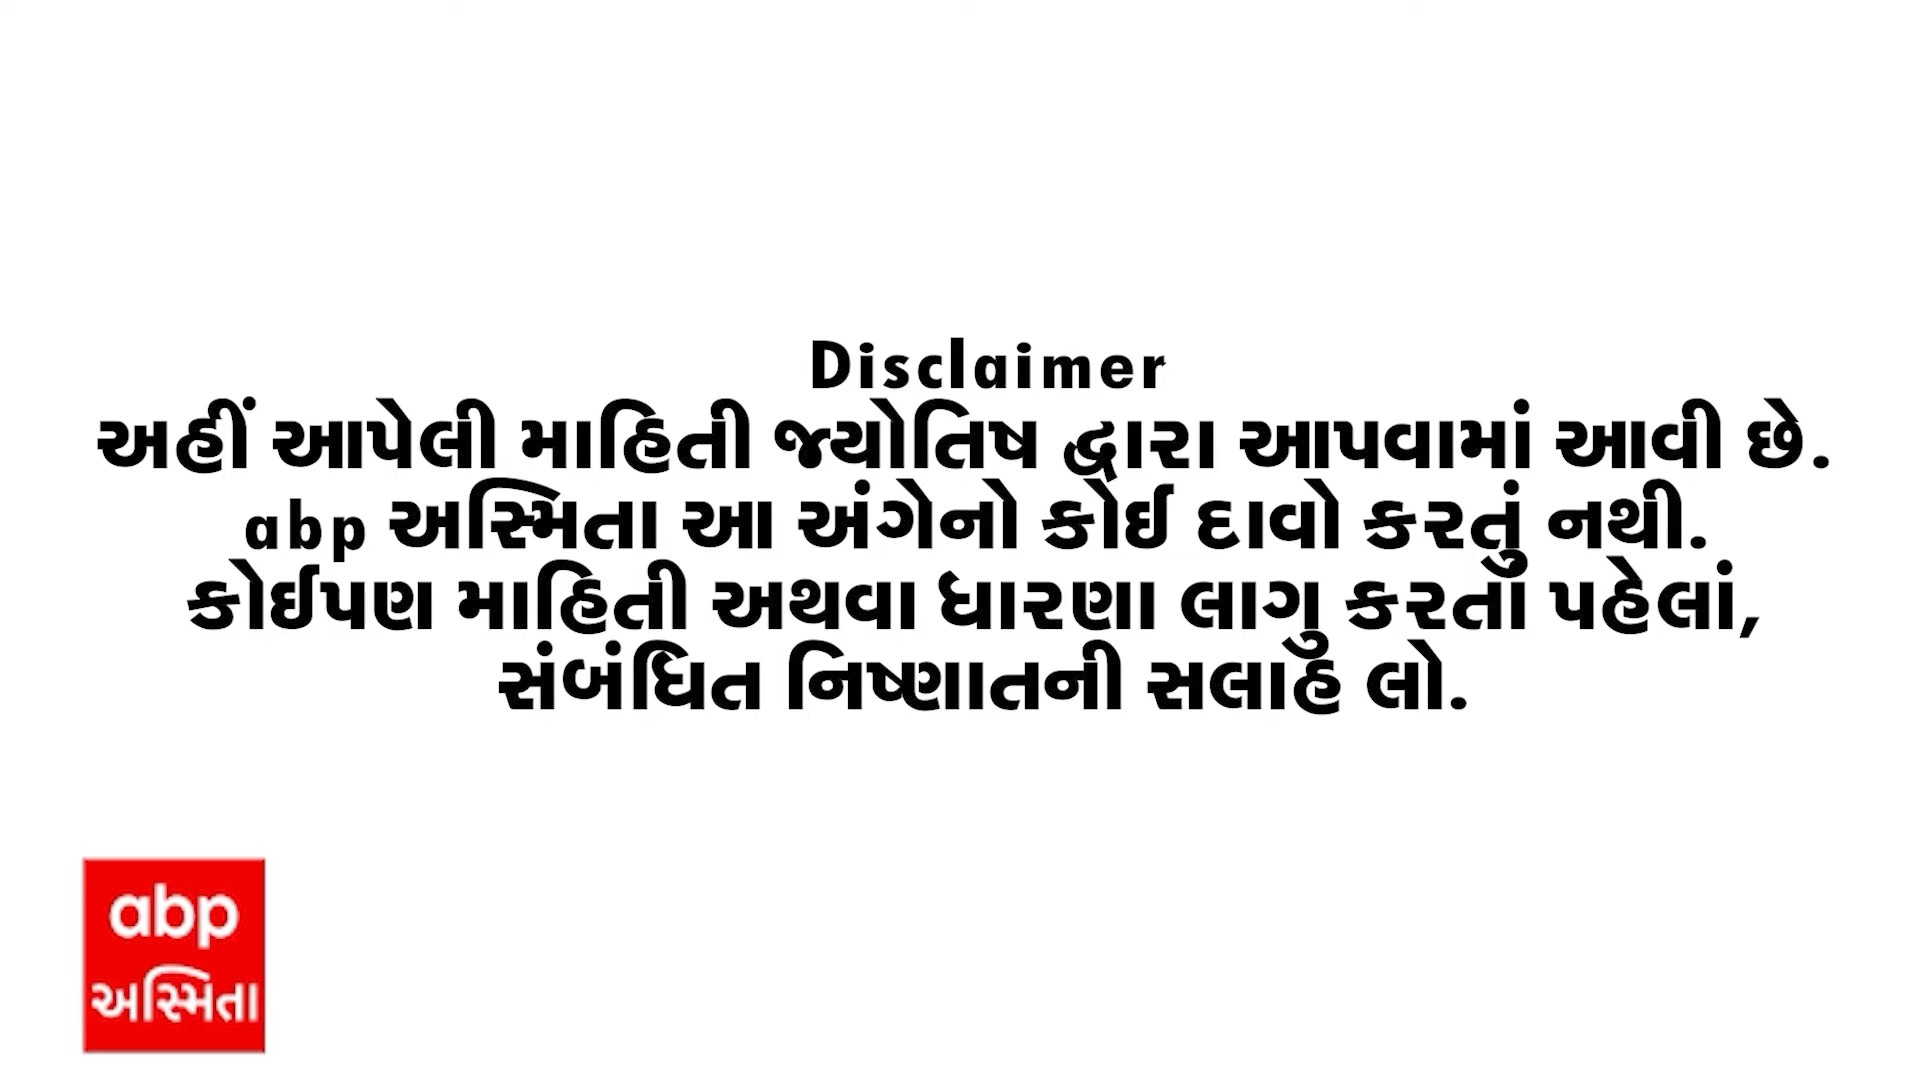 Disclaimer
અહીં આપેલી માહિતી જ્યોતિષ દ્વારા આપવામાં આવી છે.
abp અસ્મિતા આ અંગેનો કોઈ દાવો કરતું નથી.
કોઈપણ માહિતી અથવા ધારણા લાગુ કરતાં પહેલાં,
સંબંધિત નિષ્ણાતની સલાહ લો.
abp
અસ્મિતા